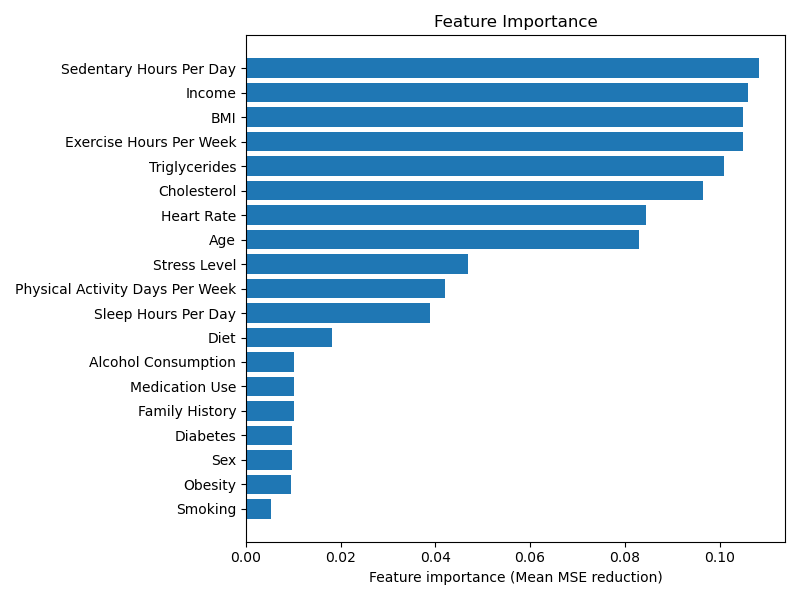 Feature Importance
Sedentary Hours Per Day
Income
BMI
Exercise Hours Per Week
Triglycerides
Cholesterol
Heart Rate
Age
Stress Level
Physical Activity Days Per Week
Sleep Hours Per Day
Diet
Alcohol Consumption
Medication Use
Family History
Diabetes
Sex
Obesity
Smoking
0.00 0.02 0.04 0.06 0.08 0.10
Feature importance (Mean MSE reduction)